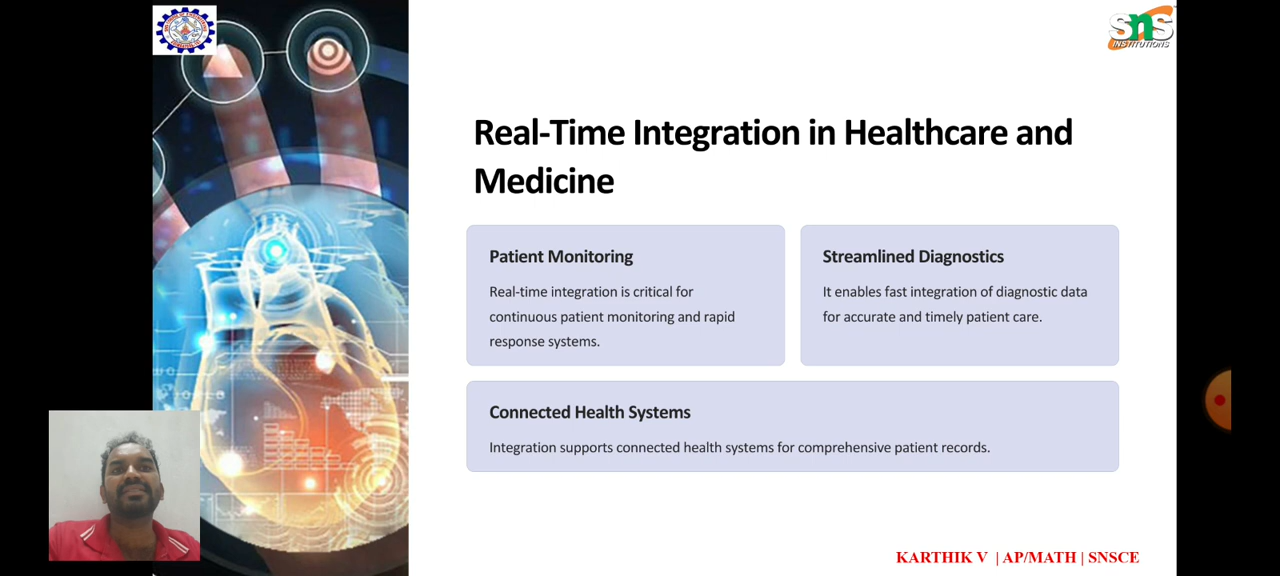 SNS
INSTITUTIONS
Real-Time Integration in Healthcare and
Medicine
Patient Monitoring
Real-time integration is critical for
continuous patient monitoring and rapid
response systems.
Streamlined Diagnostics
It enables fast integration of diagnostic data
for accurate and timely patient care.
Connected Health Systems
Integration supports connected health systems for comprehensive patient records.
KARTHIK V | AP/MATH | SNSCE